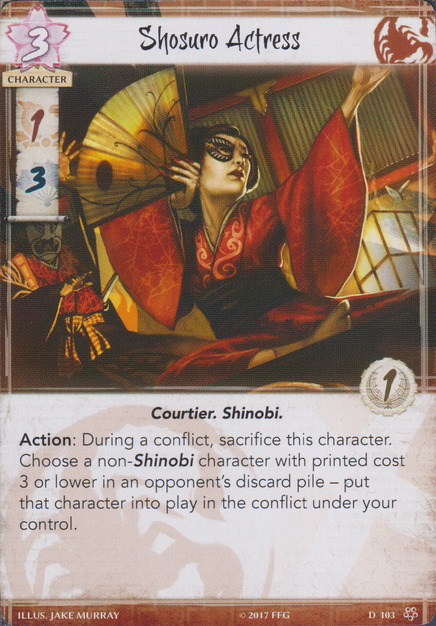 3
Shosuro Actress
CHARACTER
1
3
1
Courtier. Shinobi.
Action: During a conflict, sacrifice this character.
Choose a non-Shinobi character with printed cost
3 or lower in an opponent's discard pile – put
that character into play in the conflict under your
control.
ILLUS. JAKE MURRAY © 2017 FFG D 103